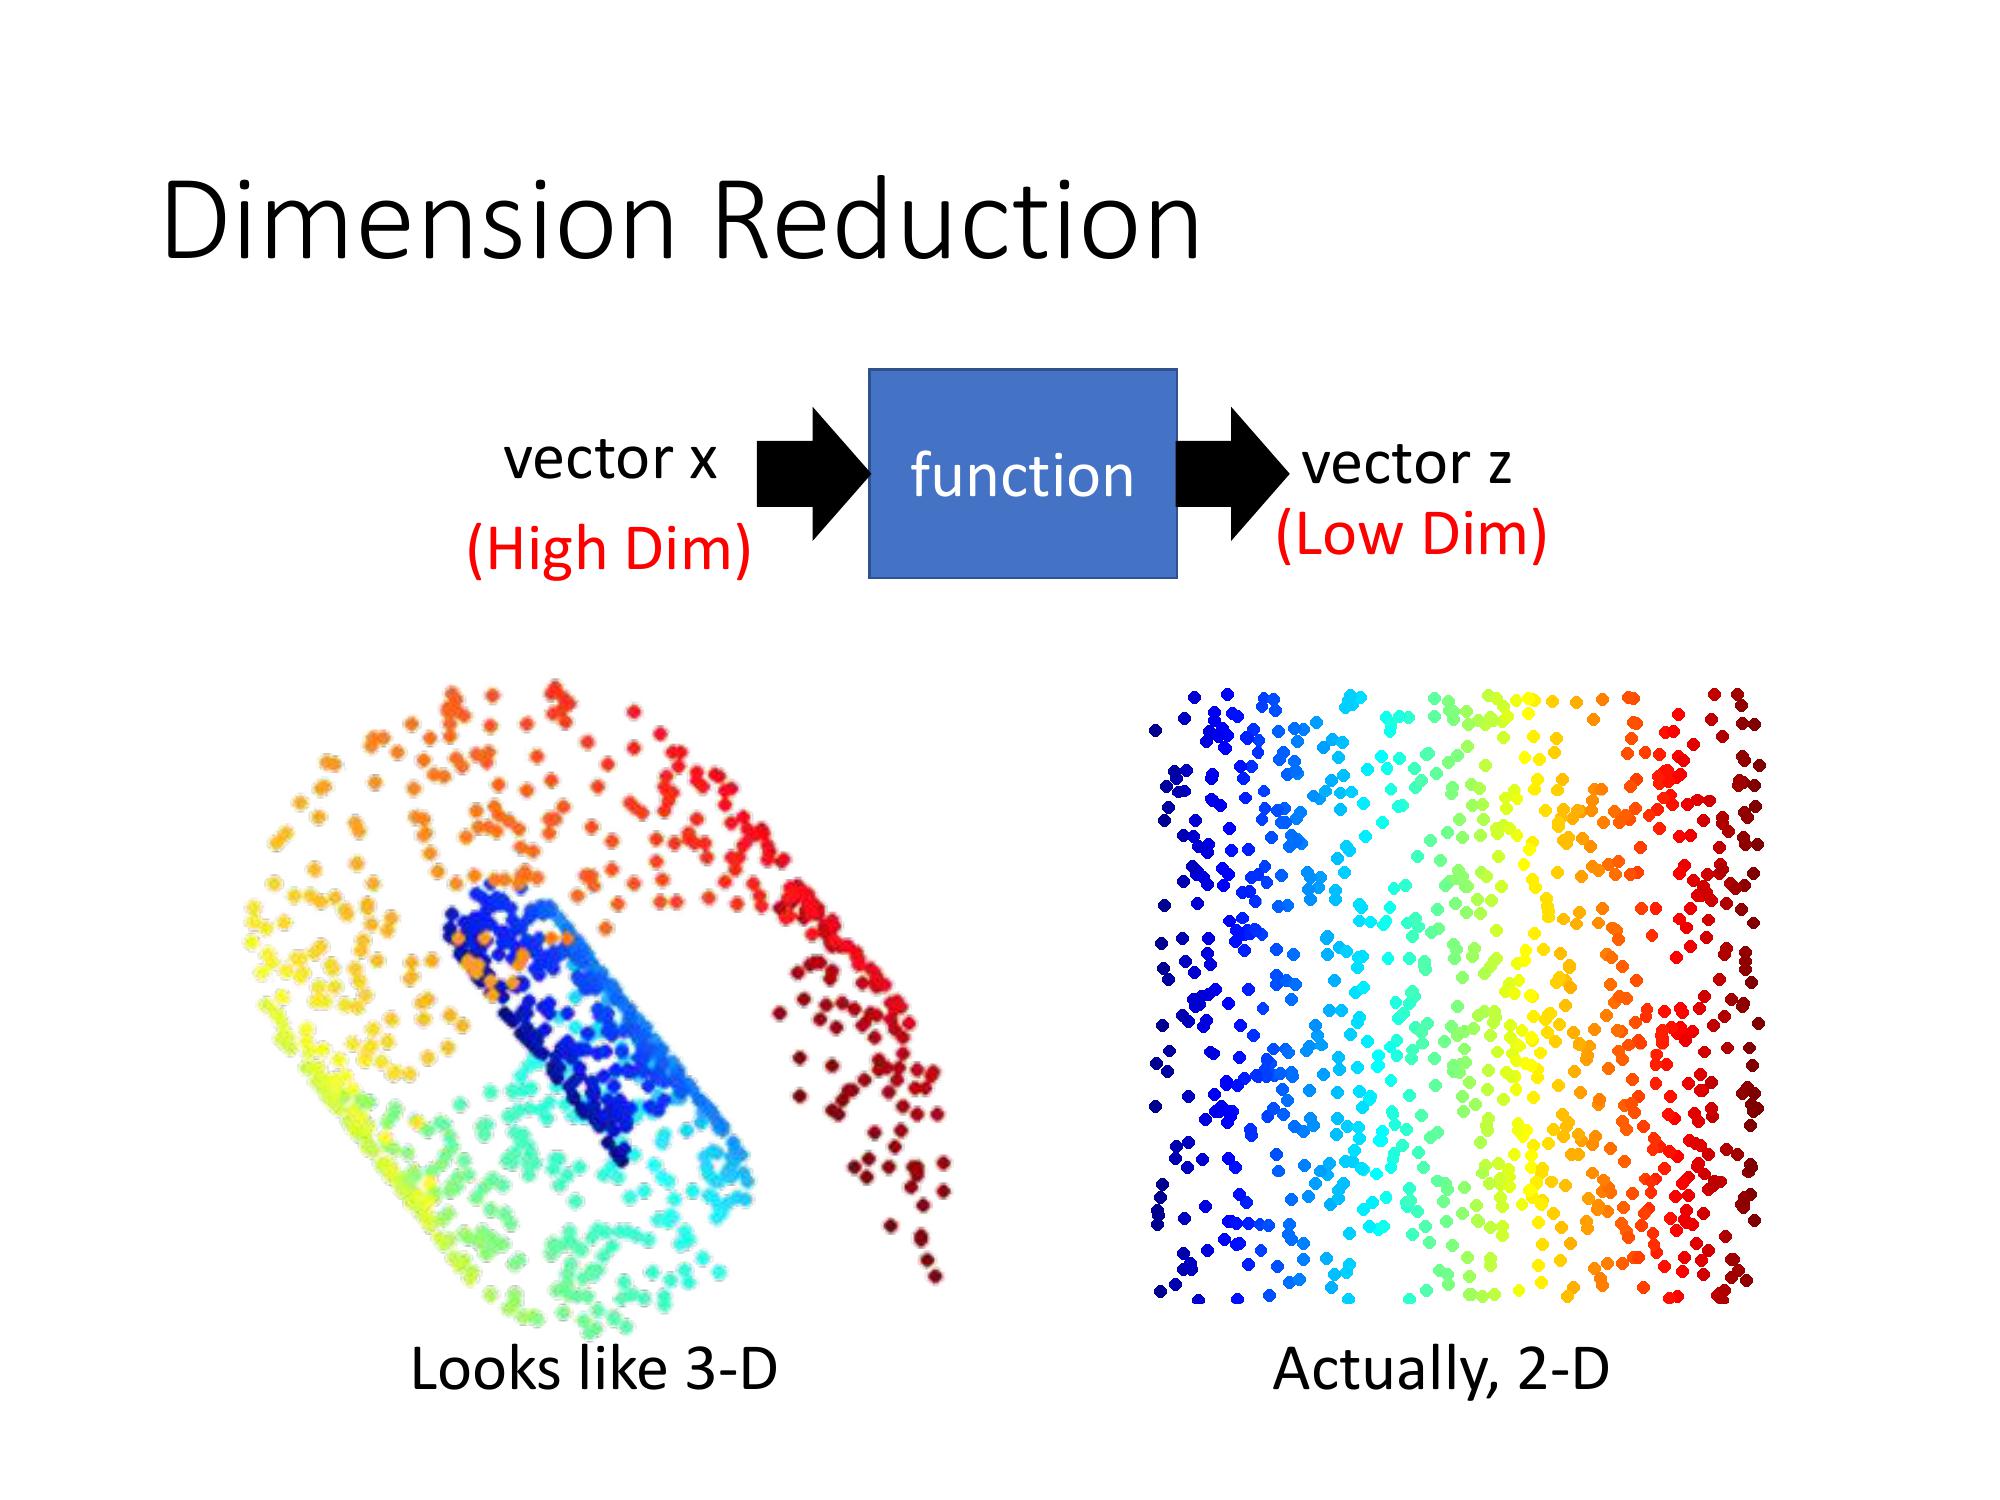 Dimension Reduction
vector x
(High Dim)
function
vector z
(Low Dim)
Looks like 3-D
Actually, 2-D